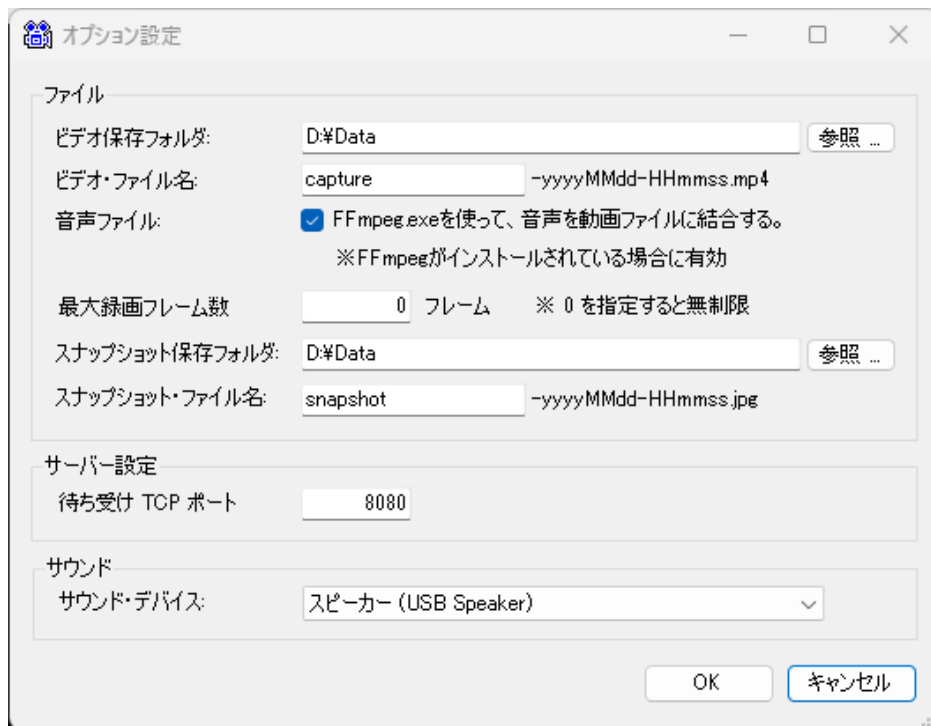 オプション設定
ファイル
ビデオ保存フォルダ: D:¥Data 参照 ...
ビデオ・ファイル名: capture -yyyyMMdd-HHmmss.mp4
音声ファイル: FFmpeg.exeを使って、音声を動画ファイルに結合する。
※FFmpegがインストールされている場合に有効
最大録画フレーム数 0 フレーム ※ 0 を指定すると無制限
スナップショット保存フォルダ: D:¥Data 参照 ...
スナップショット・ファイル名: snapshot -yyyyMMdd-HHmmss.jpg
サーバー設定
待ち受け TCP ポート 8080
サウンド
サウンド・デバイス: スピーカー (USB Speaker)
OK キャンセル